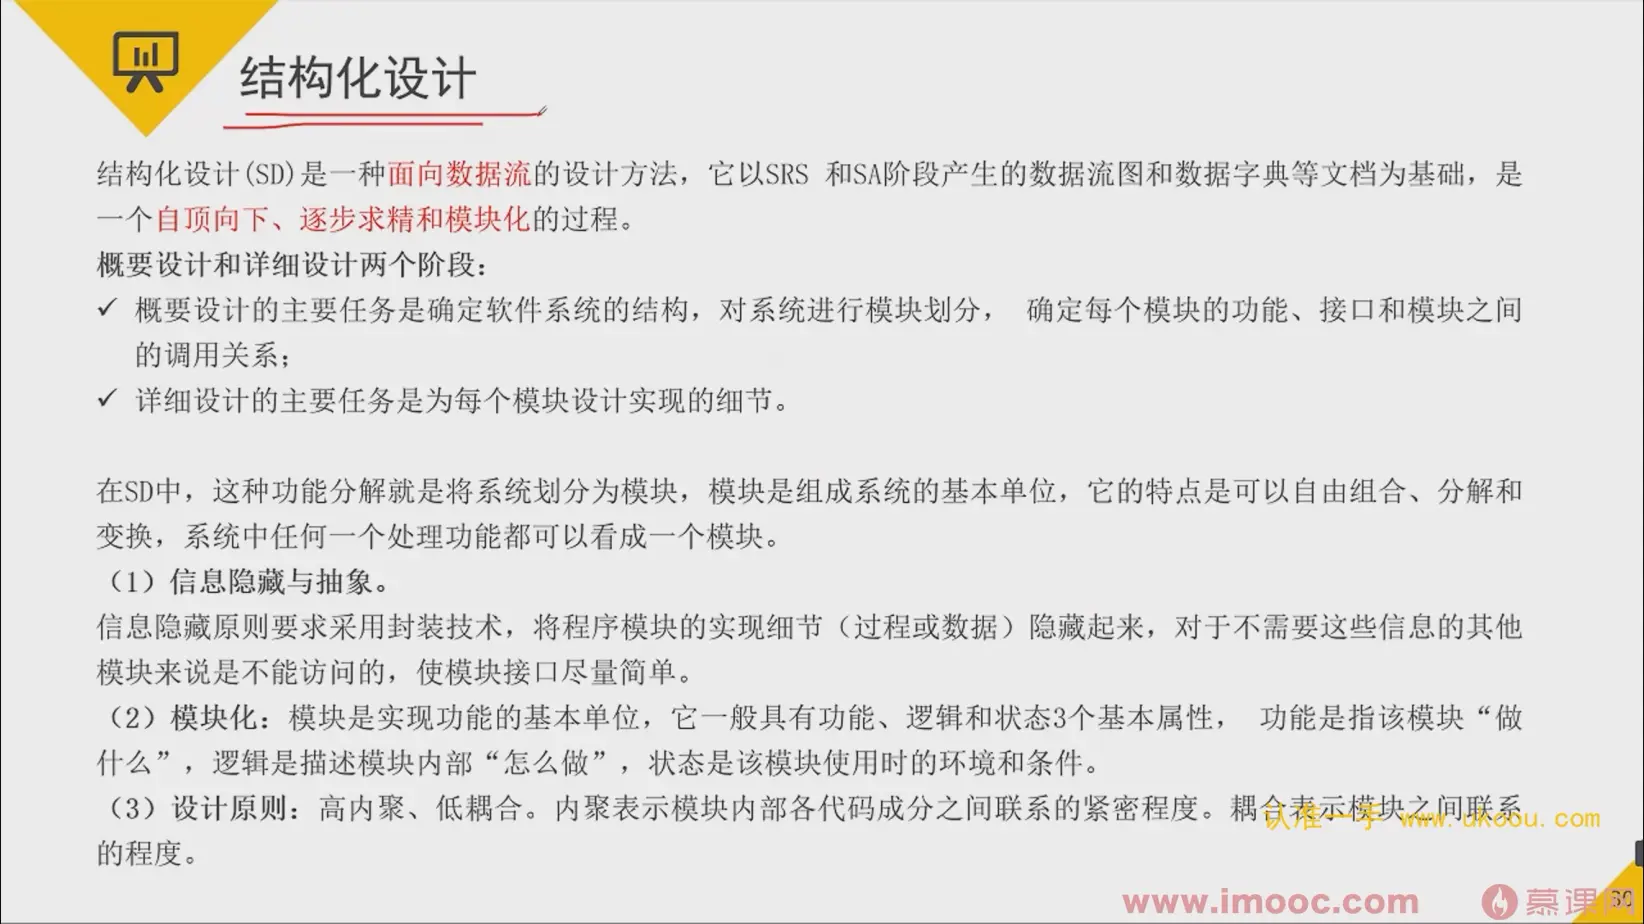 结构化设计
结构化设计(SD)是一种面向数据流的设计方法，它以SRS 和SA阶段产生的数据流图和数据字典等文档为基础，是
一个自顶向下、逐步求精和模块化的过程。
概要设计和详细设计两个阶段：
✓ 概要设计的主要任务是确定软件系统的结构，对系统进行模块划分， 确定每个模块的功能、接口和模块之间
的调用关系；
✓ 详细设计的主要任务是为每个模块设计实现的细节。
在SD中，这种功能分解就是将系统划分为模块，模块是组成系统的基本单位，它的特点是可以自由组合、分解和
变换，系统中任何一个处理功能都可以看成一个模块。
（1）信息隐藏与抽象。
信息隐藏原则要求采用封装技术，将程序模块的实现细节（过程或数据）隐藏起来，对于不需要这些信息的其他
模块来说是不能访问的，使模块接口尽量简单。
（2）模块化：模块是实现功能的基本单位，它一般具有功能、逻辑和状态3个基本属性， 功能是指该模块“做
什么”，逻辑是描述模块内部“怎么做”，状态是该模块使用时的环境和条件。
（3）设计原则：高内聚、低耦合。内聚表示模块内部各代码成分之间联系的紧密程度。耦合表示模块之间联系
的程度。
认准一手 www.ukoou.com
www.imooc.com
慕课网
60